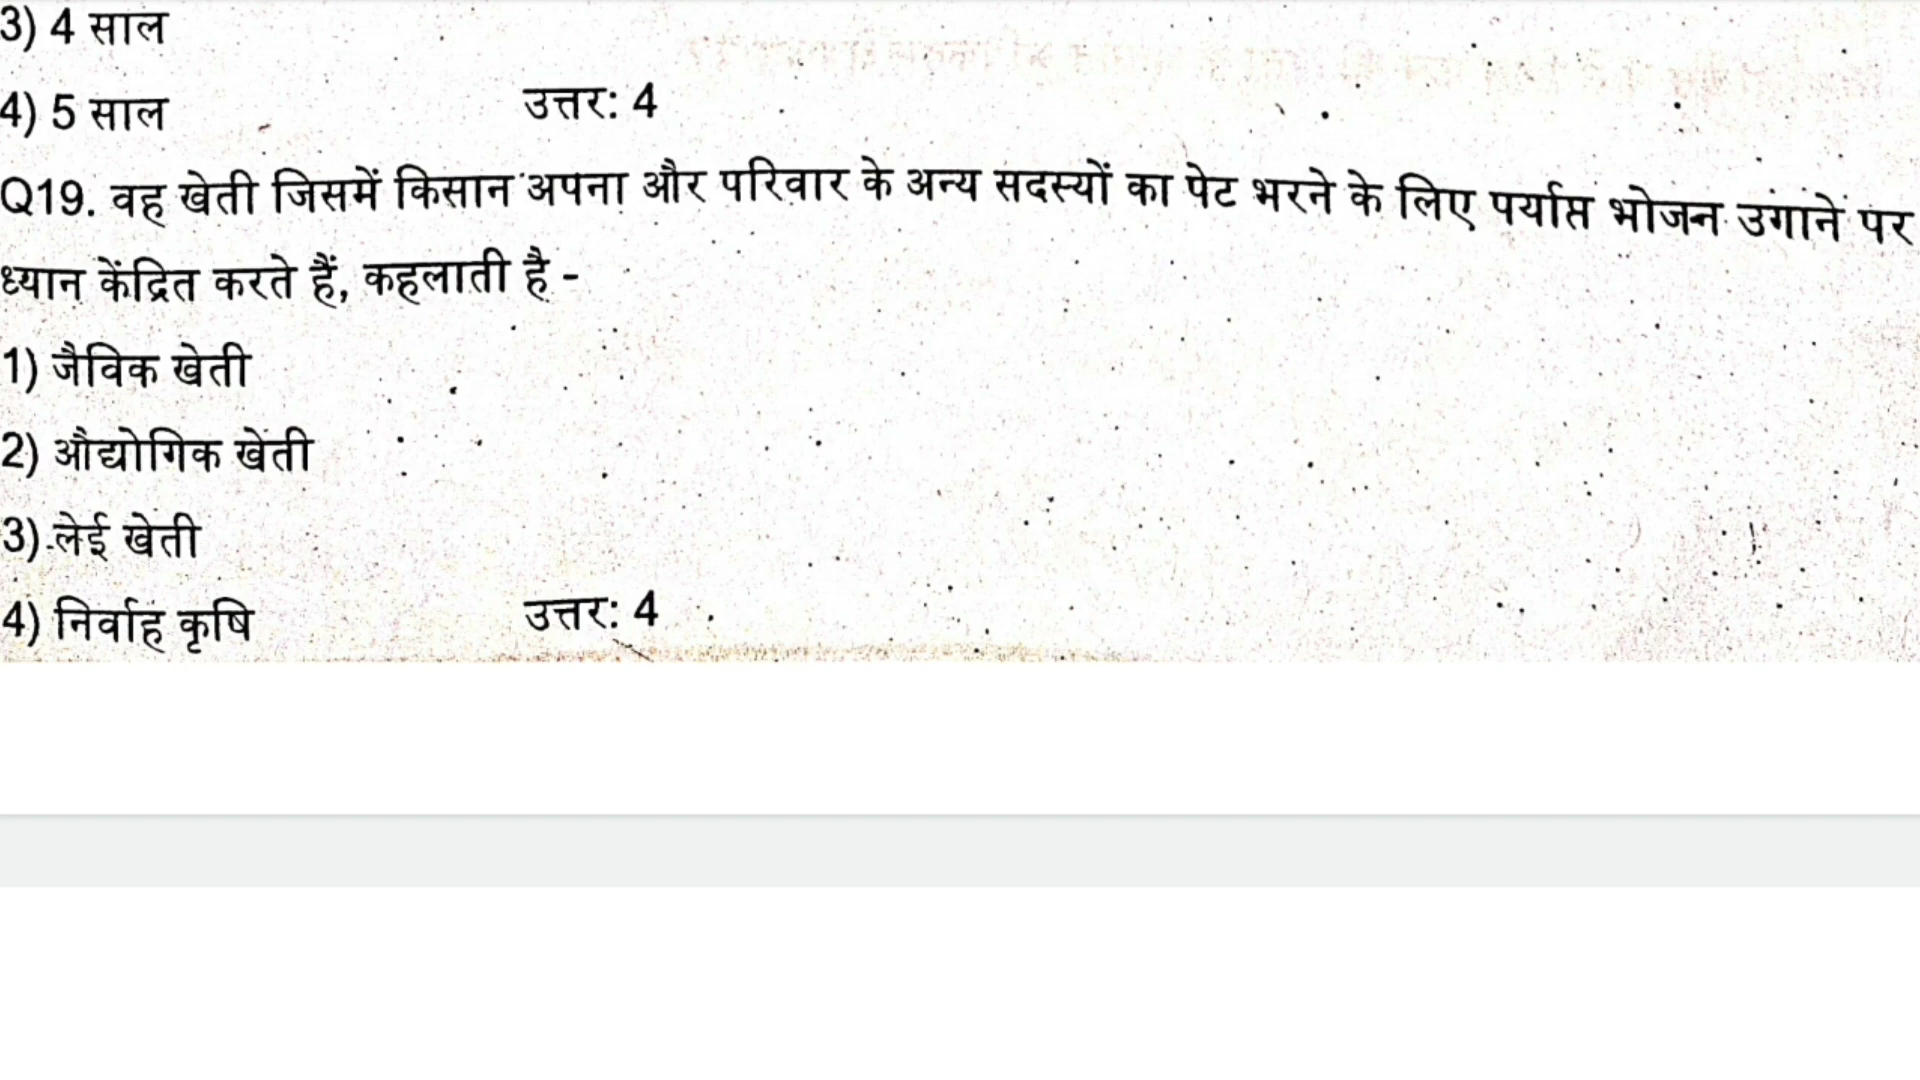 3) 4 साल
4) 5 साल उत्तर: 4
Q19. वह खेती जिसमें किसान अपना और परिवार के अन्य सदस्यों का पेट भरने के लिए पर्याप्त भोजन उगाने पर
ध्यान केंद्रित करते हैं, कहलाती है -
1) जैविक खेती
2) औद्योगिक खेती
3) लेई खेती
4) निर्वाह कृषि उत्तर: 4